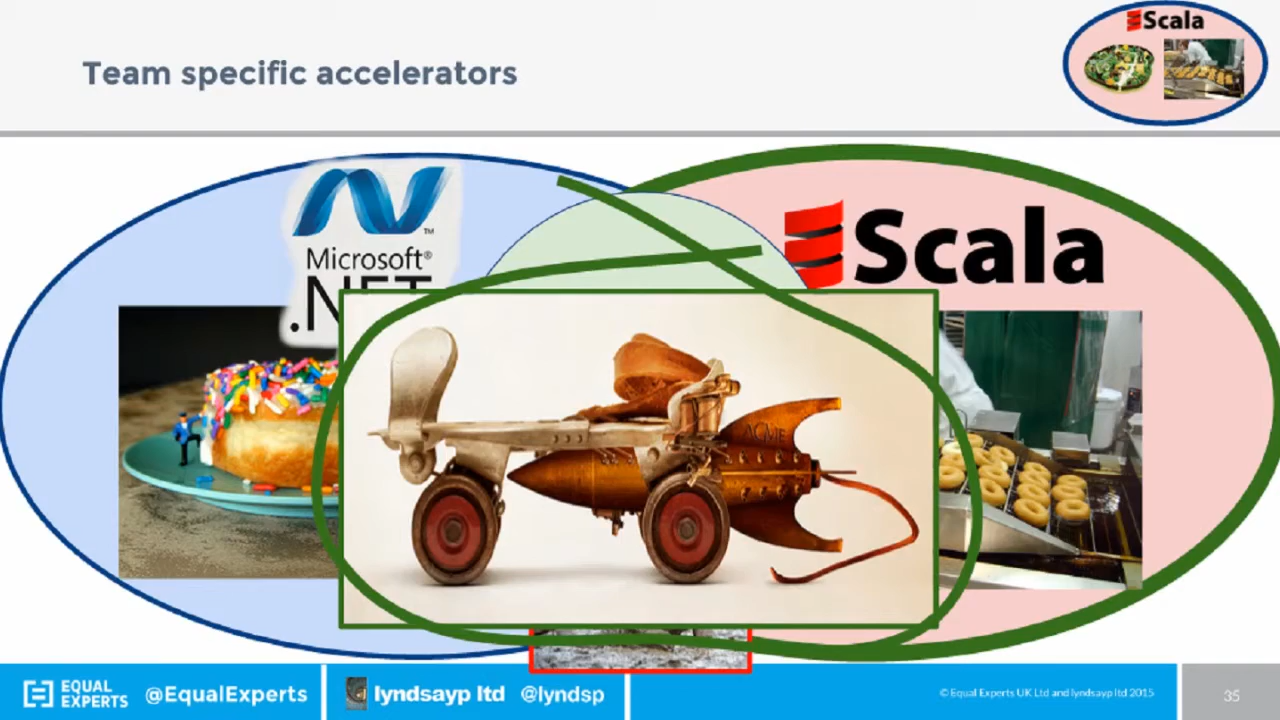 Scala
Team specific accelerators
Microsoft®
.NET
Scala
ACME
EQUAL
EXPERTS
@EqualExperts
lyndsayp ltd @lyndsp
© Equal Experts UK Ltd and lyndsayp ltd 2015
35